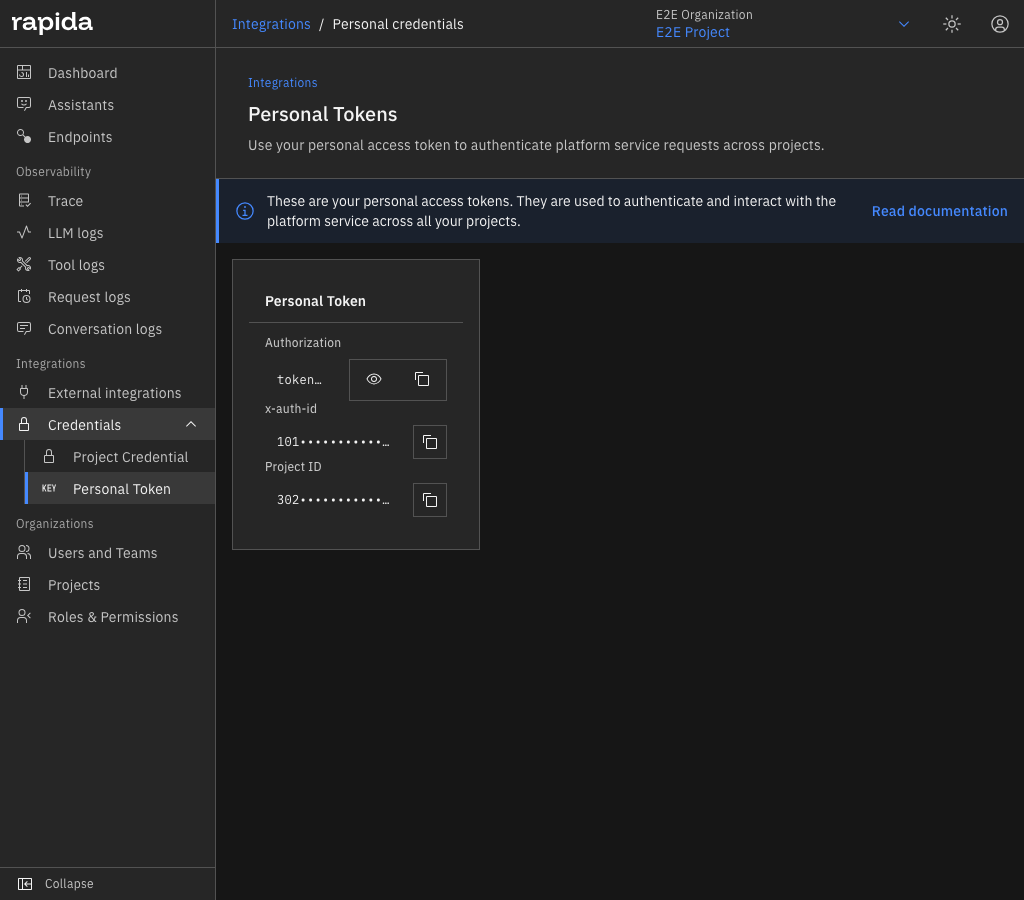 rapida
Integrations / Personal credentials
E2E Organization
E2E Project
Dashboard
Assistants
Endpoints
Observability
Trace
LLM logs
Tool logs
Request logs
Conversation logs
Integrations
External integrations
Credentials
Project Credential
KEY Personal Token
Organizations
Users and Teams
Projects
Roles & Permissions
Collapse
Integrations
Personal Tokens
Use your personal access token to authenticate platform service requests across projects.
These are your personal access tokens. They are used to authenticate and interact with the
platform service across all your projects.
Read documentation
Personal Token
Authorization
token…
x-auth-id
101•••••••••••…
Project ID
302•••••••••••…